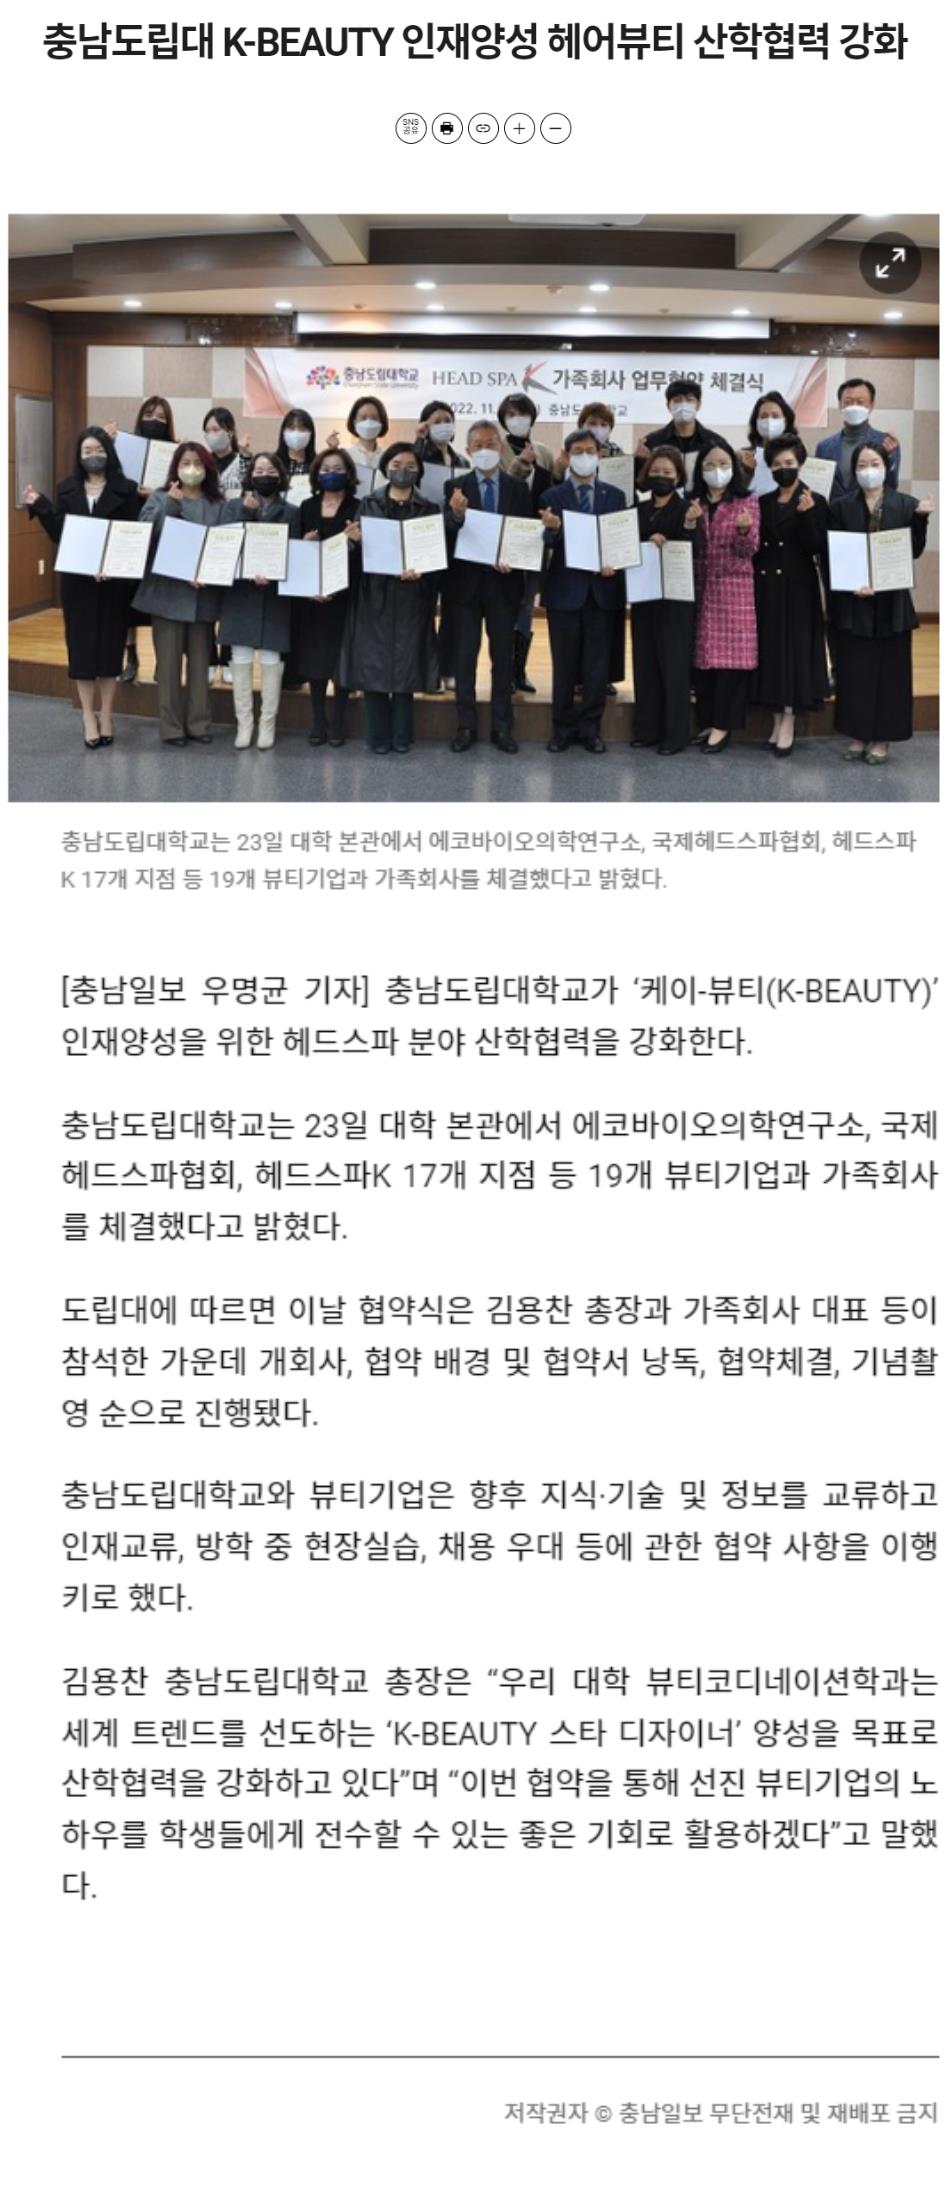 충남도립대 K-BEAUTY 인재양성 헤어뷰티 산학협력 강화
SNS
공유
충남도립대학교 HEAD SPA K 가족회사 업무협약 체결식
2022. 11.
충남도립대학교는 23일 대학 본관에서 에코바이오의학연구소, 국제헤드스파협회, 헤드스파
K 17개 지점 등 19개 뷰티기업과 가족회사를 체결했다고 밝혔다.
[충남일보 우명균 기자] 충남도립대학교가 ‘케이-뷰티(K-BEAUTY)’
인재양성을 위한 헤드스파 분야 산학협력을 강화한다.
충남도립대학교는 23일 대학 본관에서 에코바이오의학연구소, 국제
헤드스파협회, 헤드스파K 17개 지점 등 19개 뷰티기업과 가족회사
를 체결했다고 밝혔다.
도립대에 따르면 이날 협약식은 김용찬 총장과 가족회사 대표 등이
참석한 가운데 개회사, 협약 배경 및 협약서 낭독, 협약체결, 기념촬
영 순으로 진행됐다.
충남도립대학교와 뷰티기업은 향후 지식·기술 및 정보를 교류하고
인재교류, 방학 중 현장실습, 채용 우대 등에 관한 협약 사항을 이행
키로 했다.
김용찬 충남도립대학교 총장은 “우리 대학 뷰티코디네이션학과는
세계 트렌드를 선도하는 ‘K-BEAUTY 스타 디자이너’ 양성을 목표로
산학협력을 강화하고 있다”며 “이번 협약을 통해 선진 뷰티기업의 노
하우를 학생들에게 전수할 수 있는 좋은 기회로 활용하겠다”고 말했
다.
저작권자 © 충남일보 무단전재 및 재배포 금지